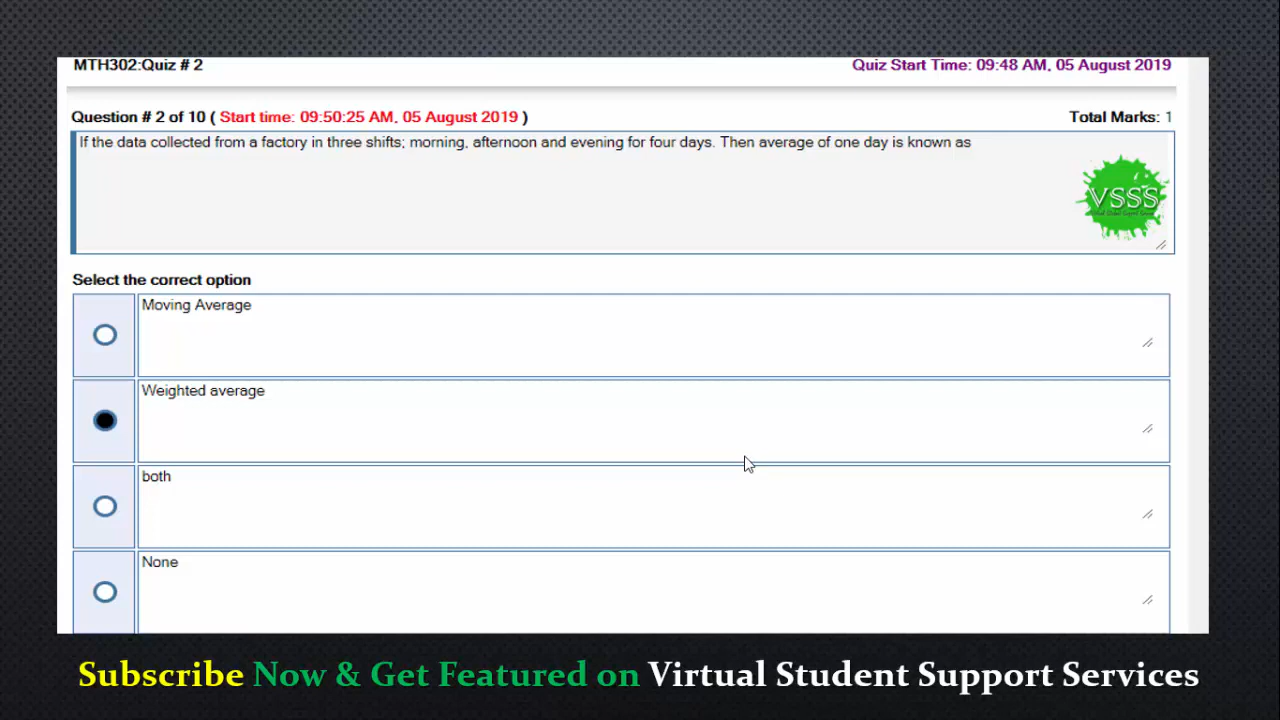 MTH302:Quiz # 2
Quiz Start Time: 09:48 AM, 05 August 2019
Question # 2 of 10 ( Start time: 09:50:25 AM, 05 August 2019 )
Total Marks: 1
If the data collected from a factory in three shifts; morning, afternoon and evening for four days. Then average of one day is known as
VSSS
Select the correct option
Moving Average
Weighted average
both
None
Subscribe Now & Get Featured on Virtual Student Support Services